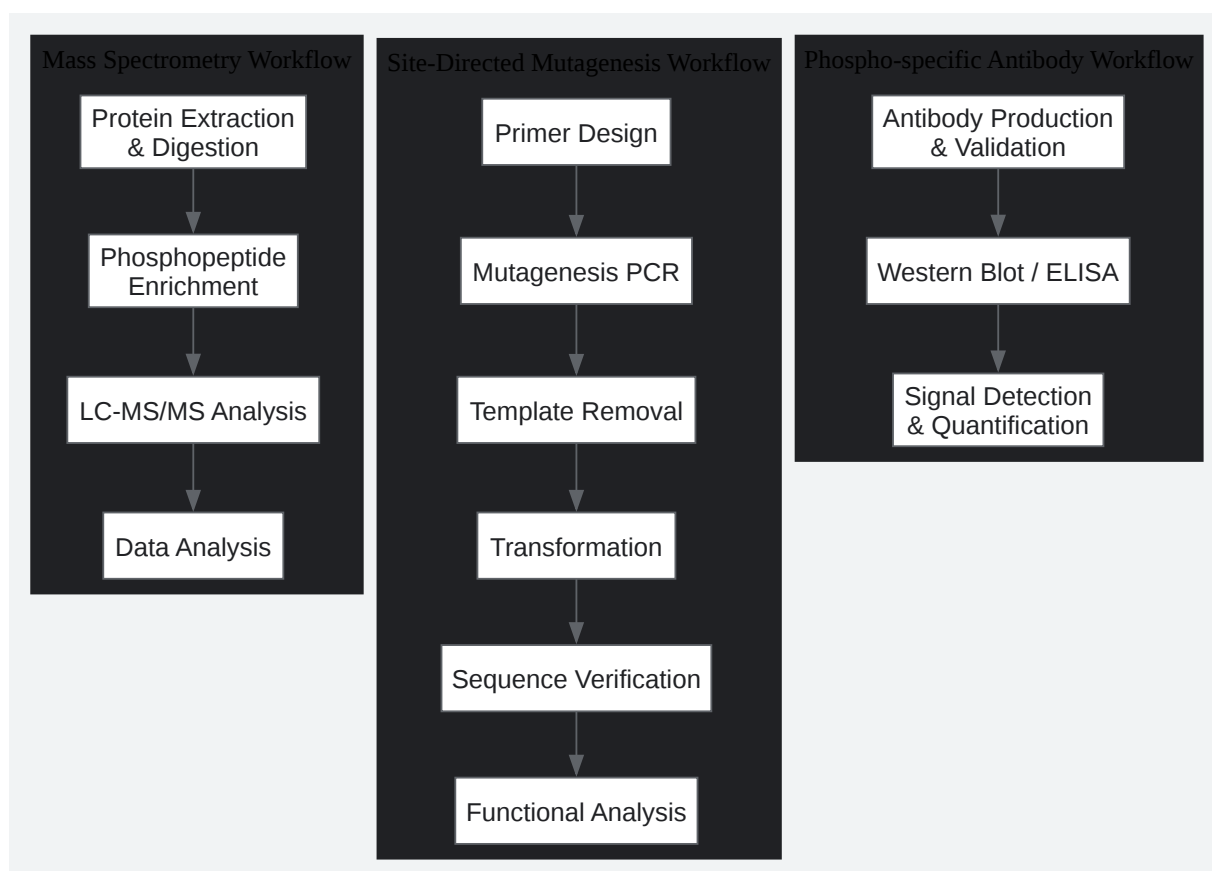 Mass Spectrometry Workflow
Protein Extraction
& Digestion
Phosphopeptide
Enrichment
LC-MS/MS Analysis
Data Analysis
Site-Directed Mutagenesis Workflow
Primer Design
Mutagenesis PCR
Template Removal
Transformation
Sequence Verification
Functional Analysis
Phospho-specific Antibody Workflow
Antibody Production
& Validation
Western Blot / ELISA
Signal Detection
& Quantification